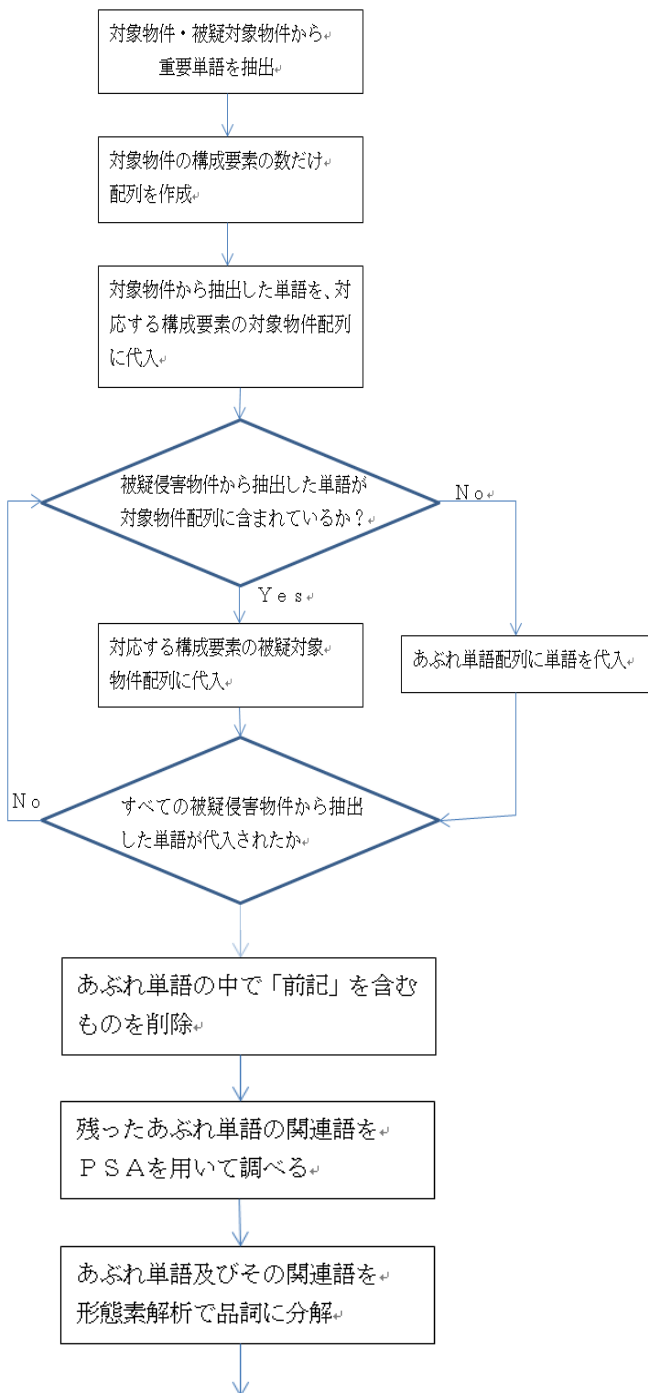 対象物件・被疑対象物件から
重要単語を抽出
対象物件の構成要素の数だけ
配列を作成
対象物件から抽出した単語を、対
応する構成要素の対象物件配列
に代入
被疑侵害物件から抽出した単語が
対象物件配列に含まれているか？
Ｎｏ
Ｙｅｓ
対応する構成要素の被疑対象
物件配列に代入
あぶれ単語配列に単語を代入
Ｎｏ
すべての被疑侵害物件から抽出
した単語が代入されたか
あぶれ単語の中で「前記」を含む
ものを削除
残ったあぶれ単語の関連語を
ＰＳＡを用いて調べる
あぶれ単語及びその関連語を
形態素解析で品詞に分解